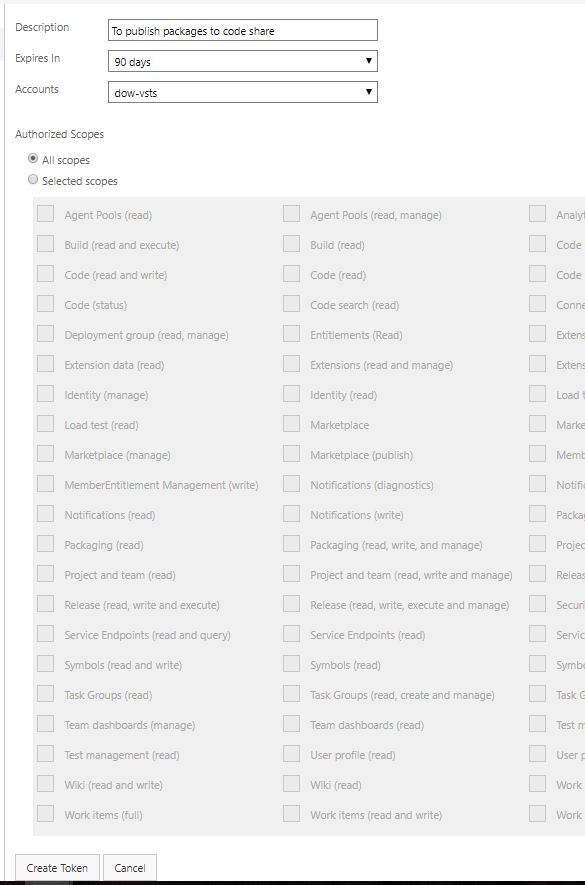 Description To publish packages to code share
Expires In 90 days
Accounts dow-vsts
Authorized Scopes
All scopes
Selected scopes
Agent Pools (read) Agent Pools (read, manage)
Build (read and execute) Build (read) Code
Code (read and write) Code (read) Code
Code (status) Code search (read) Conne
Deployment group (read, manage) Entitlements (Read) Extens
Extension data (read) Extensions (read and manage) Extens
Identity (manage) Identity (read) Load t
Load test (read) Marketplace Marke
Marketplace (manage) Marketplace (publish) Memb
MemberEntitlement Management (write) Notifications (diagnostics) Notific
Notifications (read) Notifications (write) Packag
Packaging (read) Packaging (read, write, and manage) Projec
Project and team (read) Project and team (read, write and manage) Releas
Release (read, write and execute) Release (read, write, execute and manage) Securi
Service Endpoints (read and query) Service Endpoints (read) Servic
Symbols (read and write) Symbols (read) Symbo
Task Groups (read) Task Groups (read, create and manage) Task G
Team dashboards (manage) Team dashboards (read) Test m
Test management (read) User profile (read) User p
Wiki (read and write) Wiki (read) Work
Work items (full) Work items (read and write) Work
Create Token Cancel